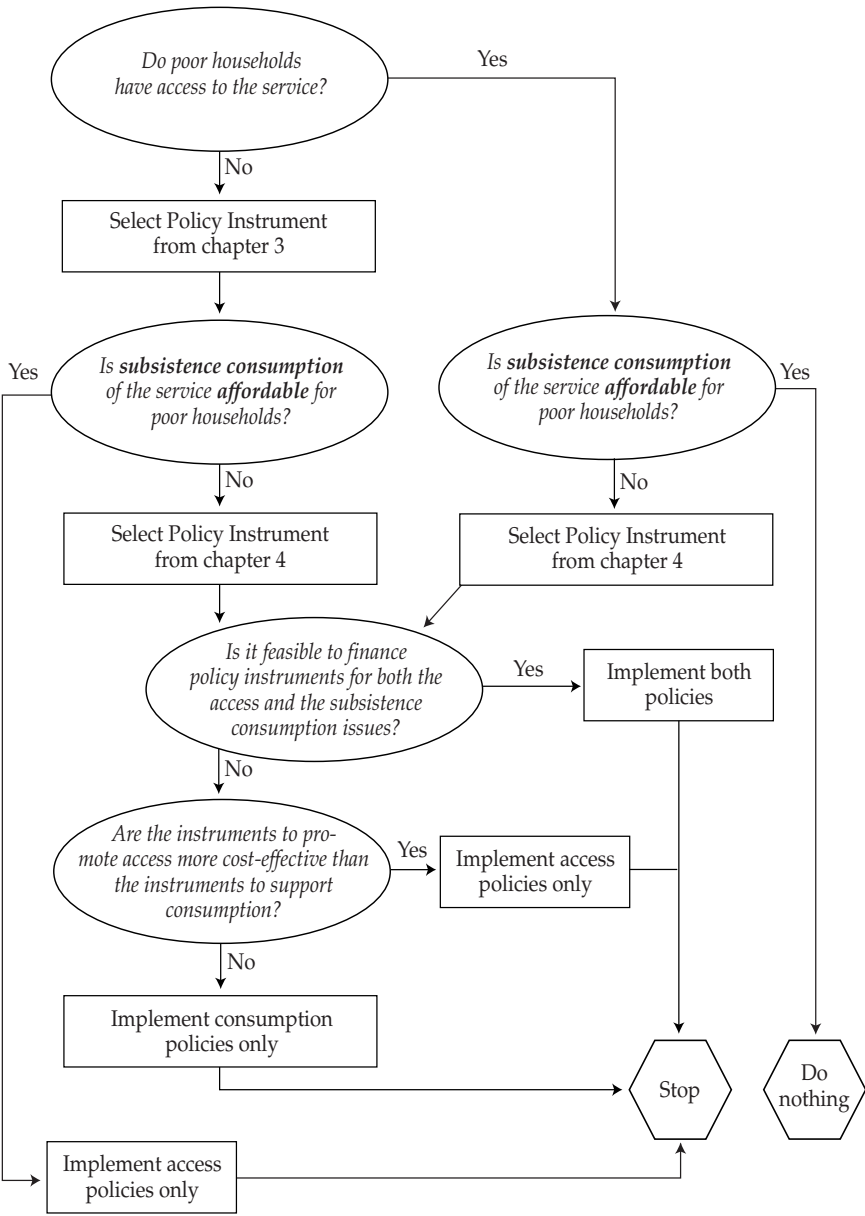 Do poor households
have access to the service?
Yes
No
Select Policy Instrument
from chapter 3
Yes
Is subsistence consumption
of the service affordable for
poor households?
Is subsistence consumption
of the service affordable for
poor households?
Yes
No
No
Select Policy Instrument
from chapter 4
Select Policy Instrument
from chapter 4
Is it feasible to finance
policy instruments for both the
access and the subsistence
consumption issues?
Yes
Implement both
policies
No
Are the instruments to pro-
mote access more cost-effective than
the instruments to support
consumption?
Yes
Implement access
policies only
No
Implement consumption
policies only
Stop
Do
nothing
Implement access
policies only